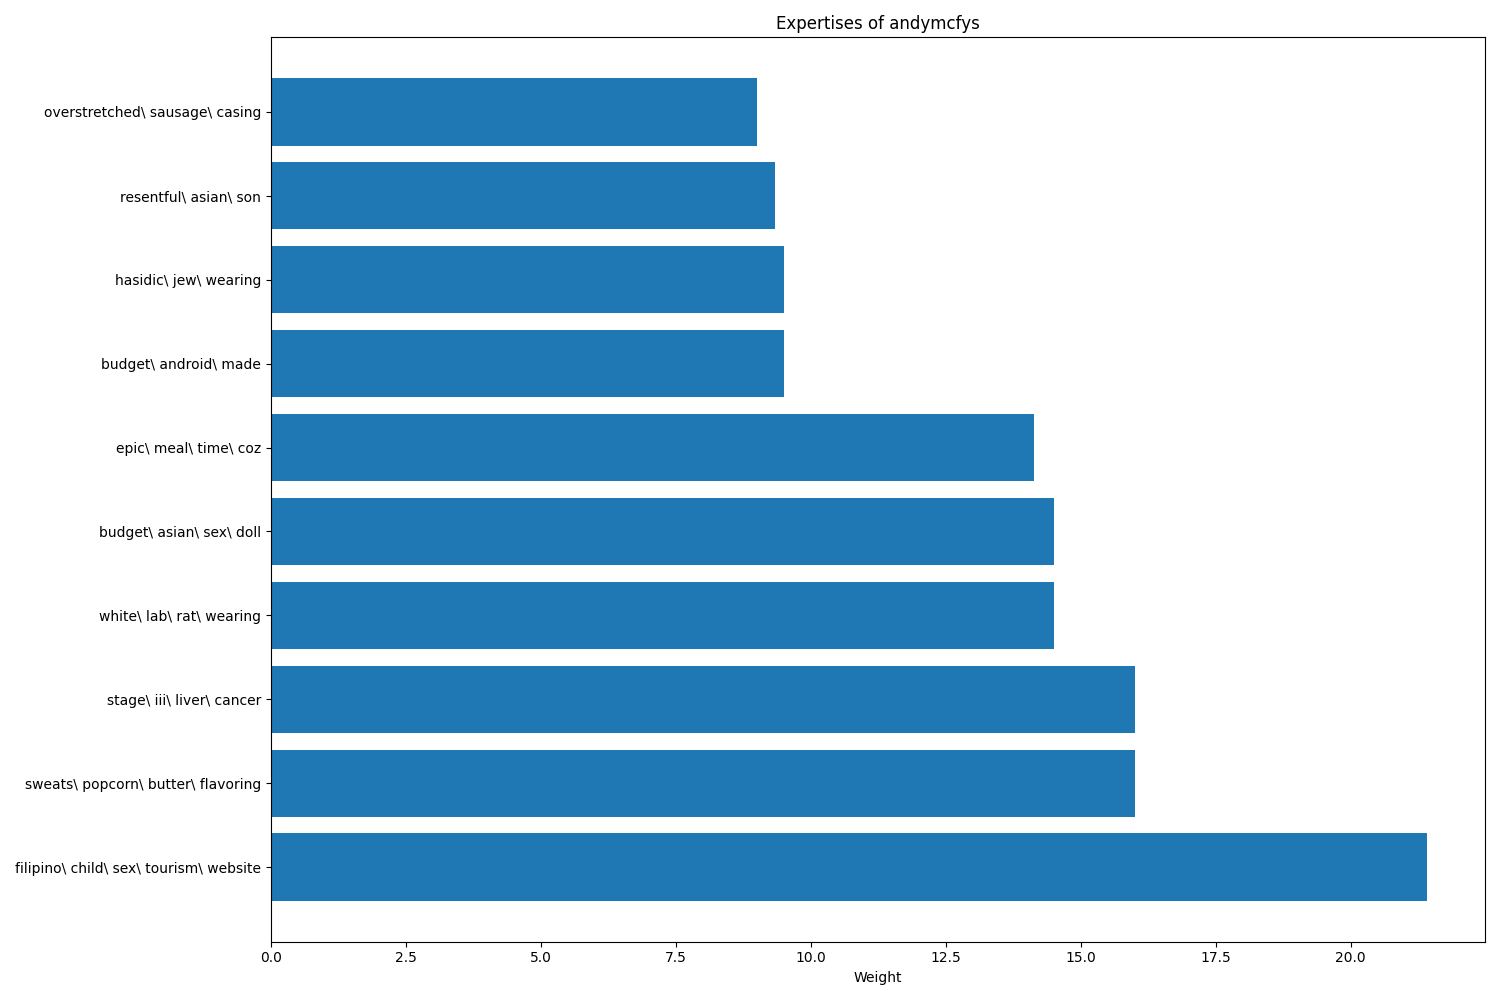 Expertises of andymcfys
overstretched\ sausage\ casing
resentful\ asian\ son
hasidic\ jew\ wearing
budget\ android\ made
epic\ meal\ time\ coz
budget\ asian\ sex\ doll
white\ lab\ rat\ wearing
stage\ iii\ liver\ cancer
sweats\ popcorn\ butter\ flavoring
filipino\ child\ sex\ tourism\ website
0.0 2.5 5.0 7.5 10.0 12.5 15.0 17.5 20.0
Weight